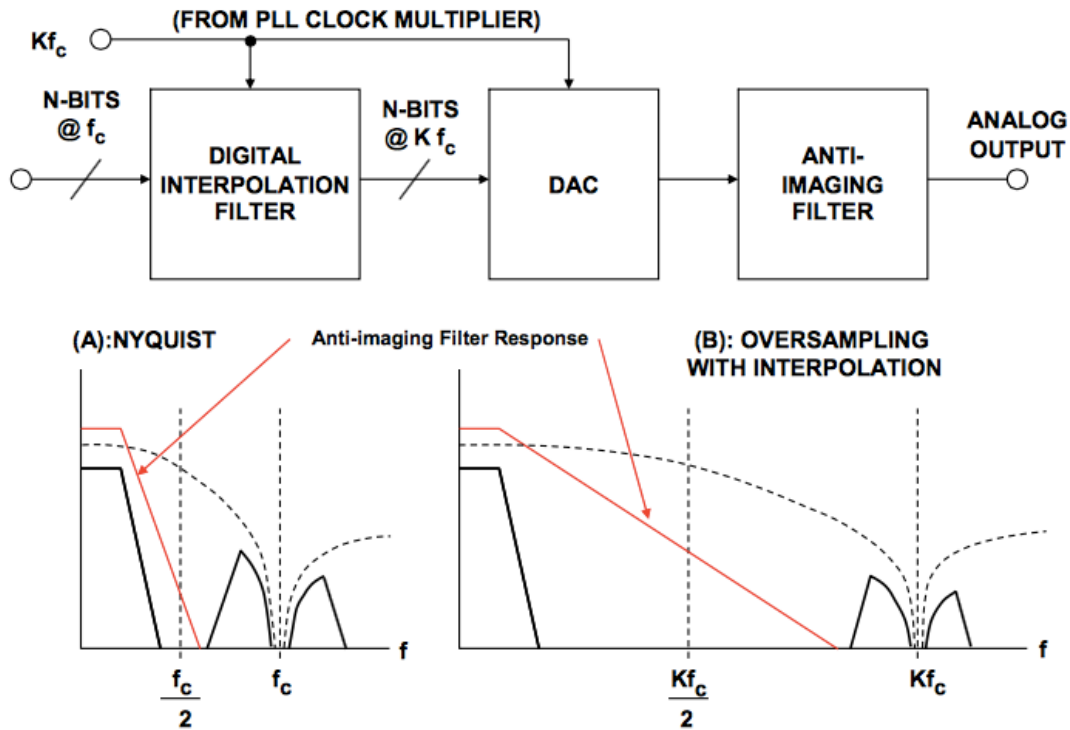 (FROM PLL CLOCK MULTIPLIER)
Kfc
N-BITS
@ fc
DIGITAL
INTERPOLATION
FILTER
N-BITS
@ K fc
DAC
ANTI-
IMAGING
FILTER
ANALOG
OUTPUT
(A):NYQUIST
Anti-imaging Filter Response
(B): OVERSAMPLING
WITH INTERPOLATION
f
fc
2
fc
f
Kfc
2
Kfc